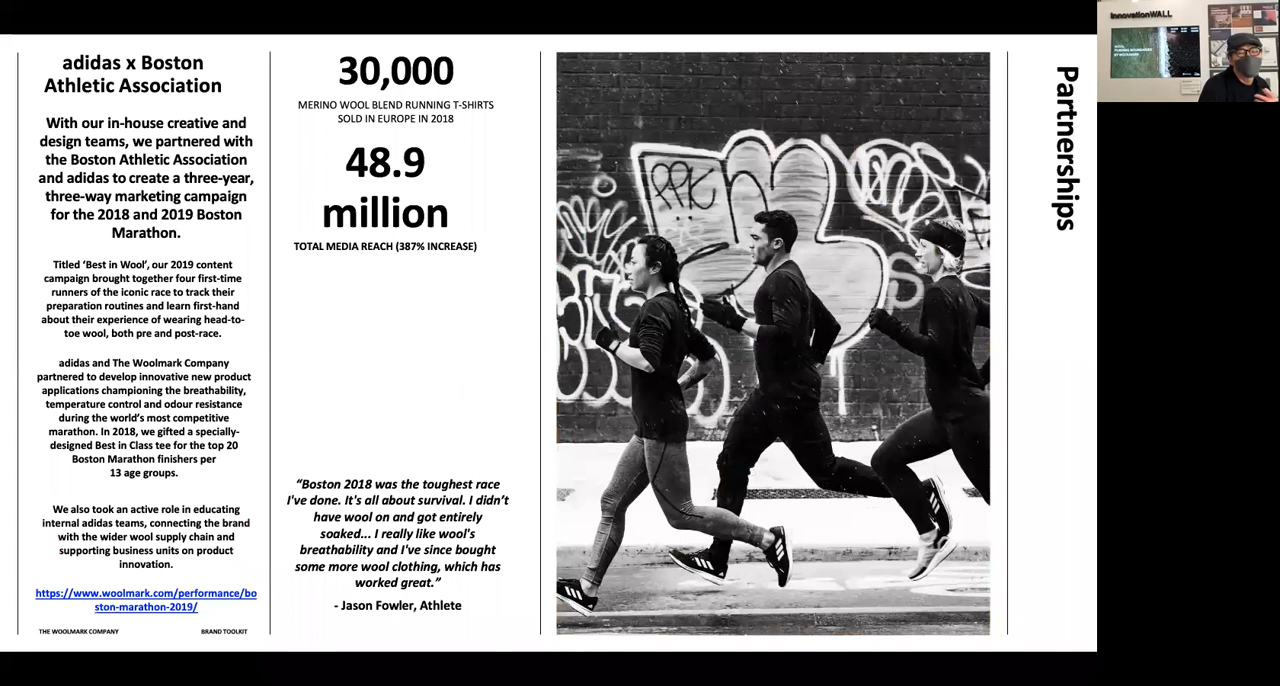 adidas x Boston
Athletic Association
With our in-house creative and
design teams, we partnered with
the Boston Athletic Association
and adidas to create a three-year,
three-way marketing campaign
for the 2018 and 2019 Boston
Marathon.
Titled ‘Best in Wool’, our 2019 content
campaign brought together four first-time
runners of the iconic race to track their
preparation routines and learn first-hand
about their experience of wearing head-to-
toe wool, both pre and post-race.
adidas and The Woolmark Company
partnered to develop innovative new product
applications championing the breathability,
temperature control and odour resistance
during the world’s most competitive
marathon. In 2018, we gifted a specially-
designed Best in Class tee for the top 20
Boston Marathon finishers per
13 age groups.
We also took an active role in educating
internal adidas teams, connecting the brand
with the wider wool supply chain and
supporting business units on product
innovation.
https://www.woolmark.com/performance/bo
ston-marathon-2019/
THE WOOLMARK COMPANY
BRAND TOOLKIT
30,000
MERINO WOOL BLEND RUNNING T-SHIRTS
SOLD IN EUROPE IN 2018
48.9
million
TOTAL MEDIA REACH (387% INCREASE)
“Boston 2018 was the toughest race
I've done. It's all about survival. I didn’t
have wool on and got entirely
soaked... I really like wool's
breathability and I've since bought
some more wool clothing, which has
worked great.”
- Jason Fowler, Athlete
Partnerships
InnovationWALL